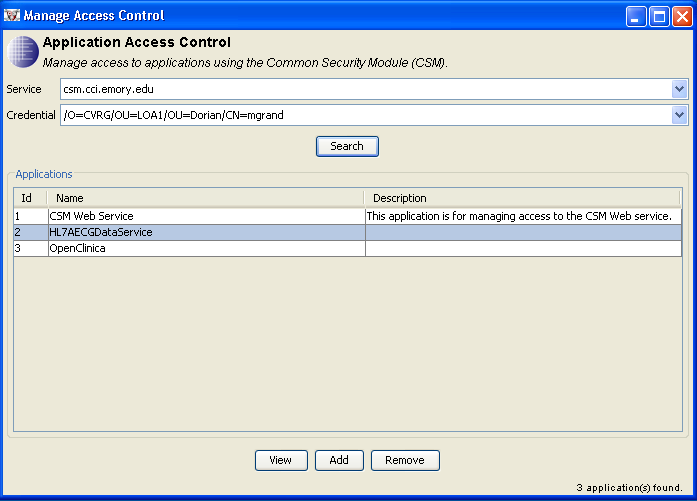 Manage Access Control
Application Access Control
Manage access to applications using the Common Security Module (CSM).
Service csm.cci.emory.edu
Credential /O=CVRG/OU=LOA1/OU=Dorian/CN=mgrand
Search
Applications
Id Name Description
1 CSM Web Service This application is for managing access to the CSM Web service.
2 HL7AECGDataService
3 OpenClinica
View Add Remove
3 application(s) found.